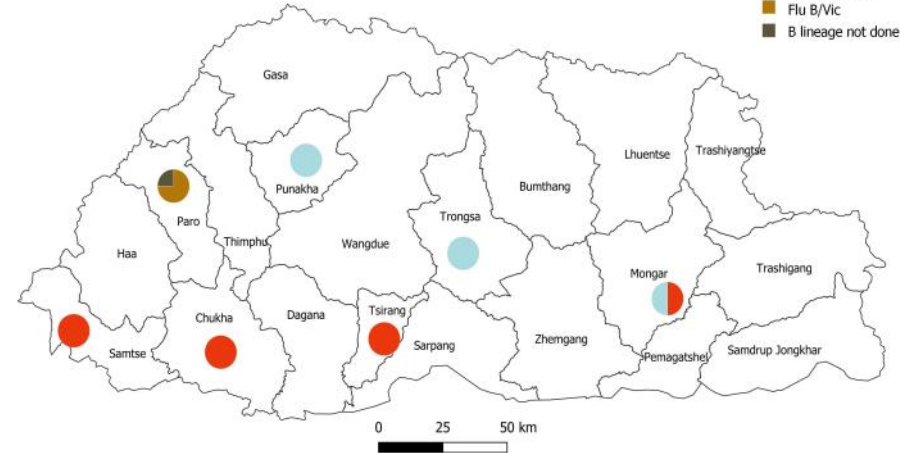 Flu B/Vic
B lineage not done
Gasa
Punakha
Lhuentse
Trashiyangtse
Bumthang
Paro
Trongsa
Thimphu
Wangdue
Haa
Mongar
Trashigang
Chukha
Dagana
Tsirang
Samtse
Sarpang
Zhemgang
Pemagatshel
Samdrup Jongkhar
0 25 50 km